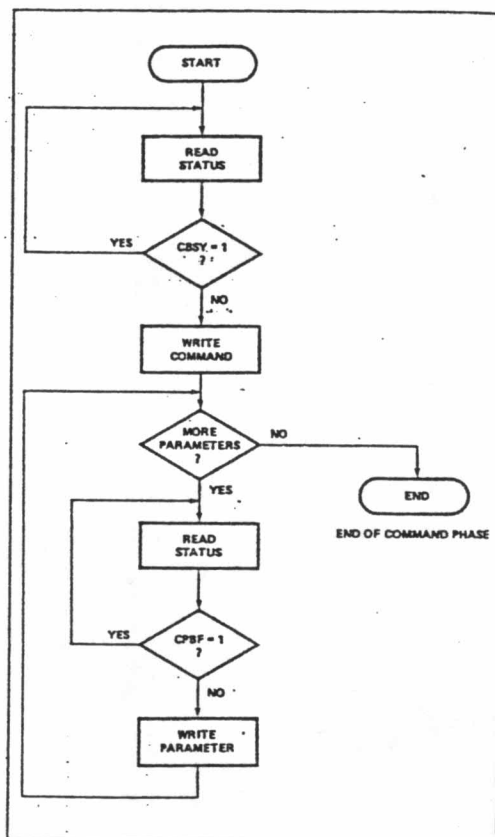 START
READ
STATUS
YES
CBSY = 1
?
NO
WRITE
COMMAND
MORE
PARAMETERS
?
NO
YES
END
END OF COMMAND PHASE
READ
STATUS
YES
CPBF = 1
?
NO
WRITE
PARAMETER